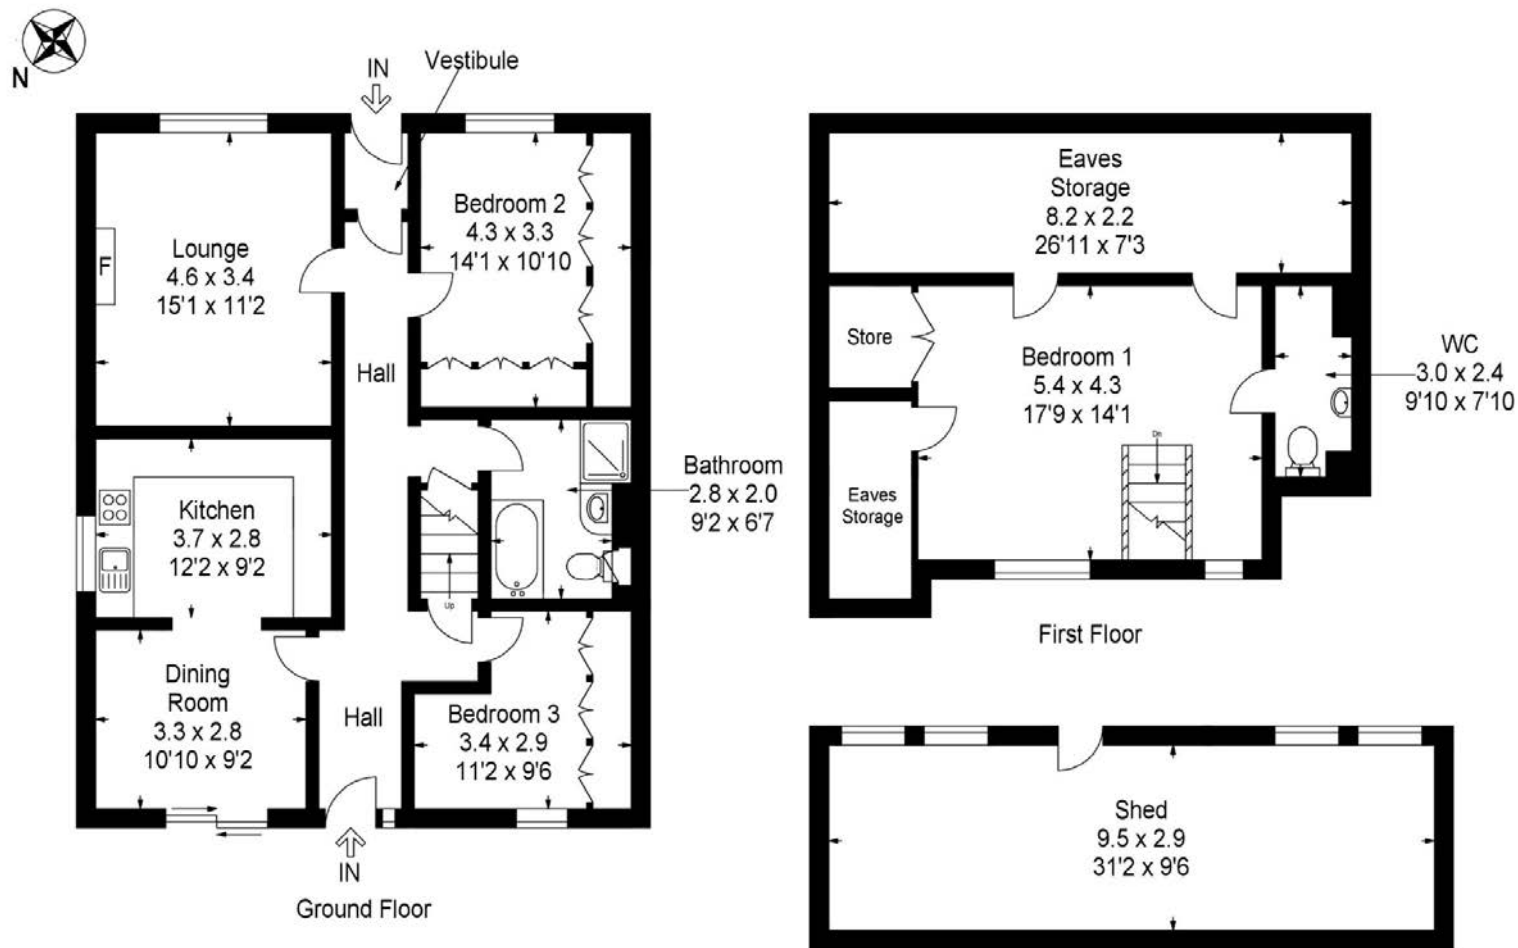 N
IN
Vestibule
Lounge
4.6 x 3.4
15'1 x 11'2
F
Bedroom 2
4.3 x 3.3
14'1 x 10'10
Hall
Kitchen
3.7 x 2.8
12'2 x 9'2
Bathroom
2.8 x 2.0
9'2 x 6'7
Up
Dining
Room
3.3 x 2.8
10'10 x 9'2
Hall
Bedroom 3
3.4 x 2.9
11'2 x 9'6
IN
Ground Floor
Eaves
Storage
8.2 x 2.2
26'11 x 7'3
Store
Bedroom 1
5.4 x 4.3
17'9 x 14'1
WC
3.0 x 2.4
9'10 x 7'10
Dn
Eaves
Storage
First Floor
Shed
9.5 x 2.9
31'2 x 9'6